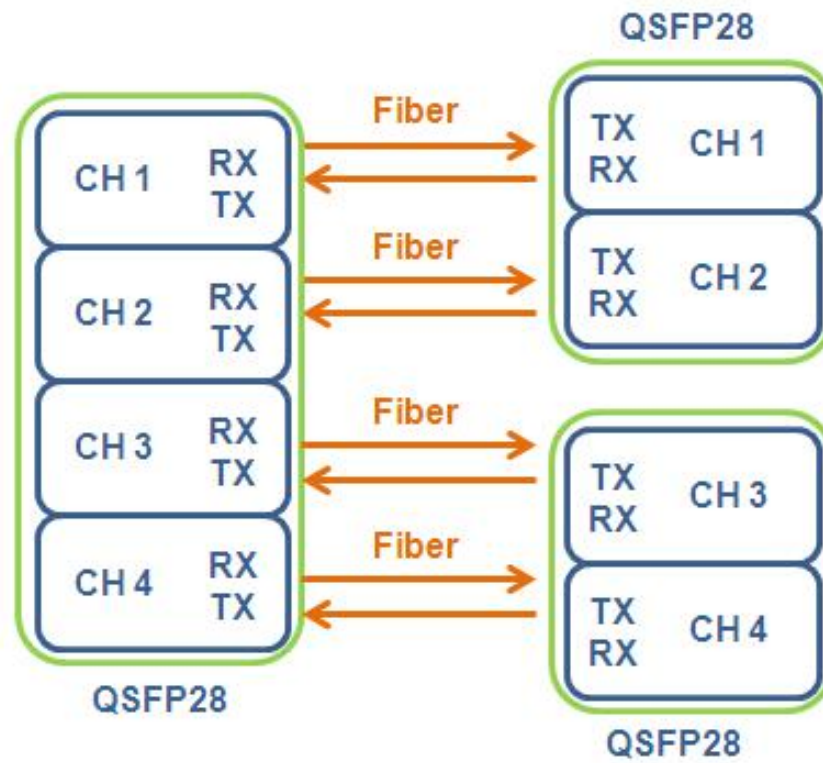 QSFP28
Fiber
CH 1 RX
TX
TX CH 1
RX
Fiber
CH 2 RX
TX
TX CH 2
RX
Fiber
CH 3 RX
TX
TX CH 3
RX
Fiber
CH 4 RX
TX
TX CH 4
RX
QSFP28
QSFP28